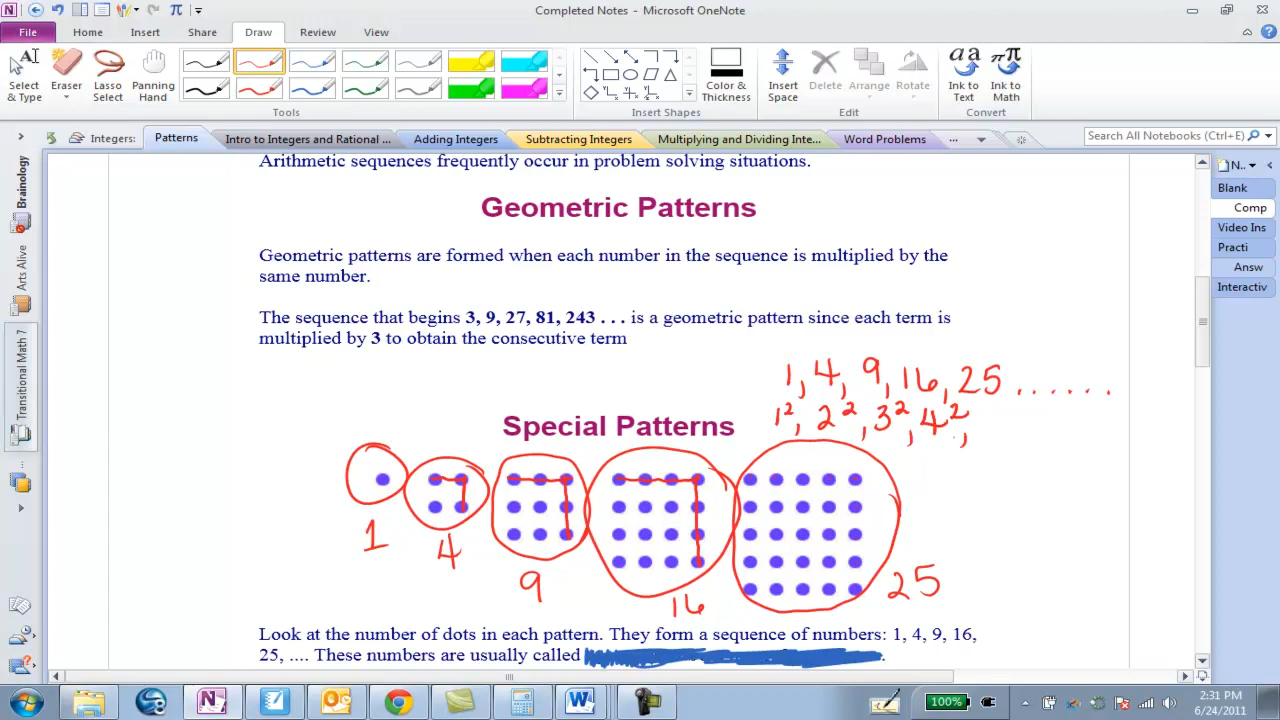 Completed Notes - Microsoft OneNote
File Home Insert Share Draw Review View
Select & Type
Eraser
Lasso Select
Panning Hand
Color & Thickness
Insert Space
Delete
Arrange
Rotate
Ink to Text
Ink to Math
Tools Insert Shapes Edit Convert
Integers: Patterns Intro to Integers and Rational ... Adding Integers Subtracting Integers Multiplying and Dividing Inte... Word Problems ... Search All Notebooks (Ctrl+E)
Brainology
Arts Alive
Transitional Math 7
N..
Blank
Comp
Video Ins
Practi
Answ
Interactiv
Arithmetic sequences frequently occur in problem solving situations.
Geometric Patterns
Geometric patterns are formed when each number in the sequence is multiplied by the
same number.
The sequence that begins 3, 9, 27, 81, 243 . . . is a geometric pattern since each term is
multiplied by 3 to obtain the consecutive term
1, 4, 9, 16, 25 ......
1², 2², 3², 4²,
Special Patterns
1 4 9 16 25
Look at the number of dots in each pattern. They form a sequence of numbers: 1, 4, 9, 16,
25, .... These numbers are usually called
100%
2:31 PM
6/24/2011